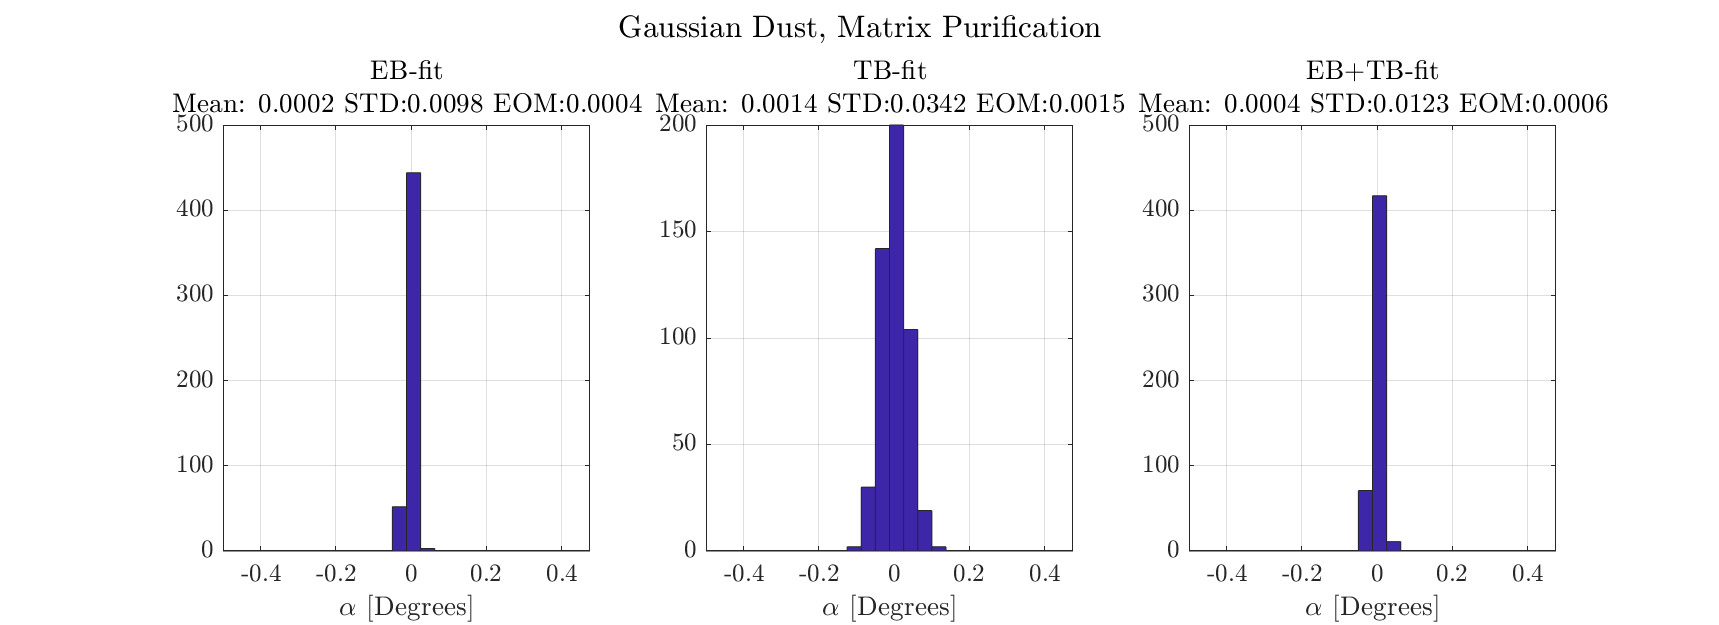 Gaussian Dust, Matrix Purification
EB-fit
Mean: 0.0002 STD:0.0098 EOM:0.0004
500
400
300
200
100
0
-0.4 -0.2 0 0.2 0.4
α [Degrees]
TB-fit
Mean: 0.0014 STD:0.0342 EOM:0.0015
200
150
100
50
0
-0.4 -0.2 0 0.2 0.4
α [Degrees]
EB+TB-fit
Mean: 0.0004 STD:0.0123 EOM:0.0006
500
400
300
200
100
0
-0.4 -0.2 0 0.2 0.4
α [Degrees]